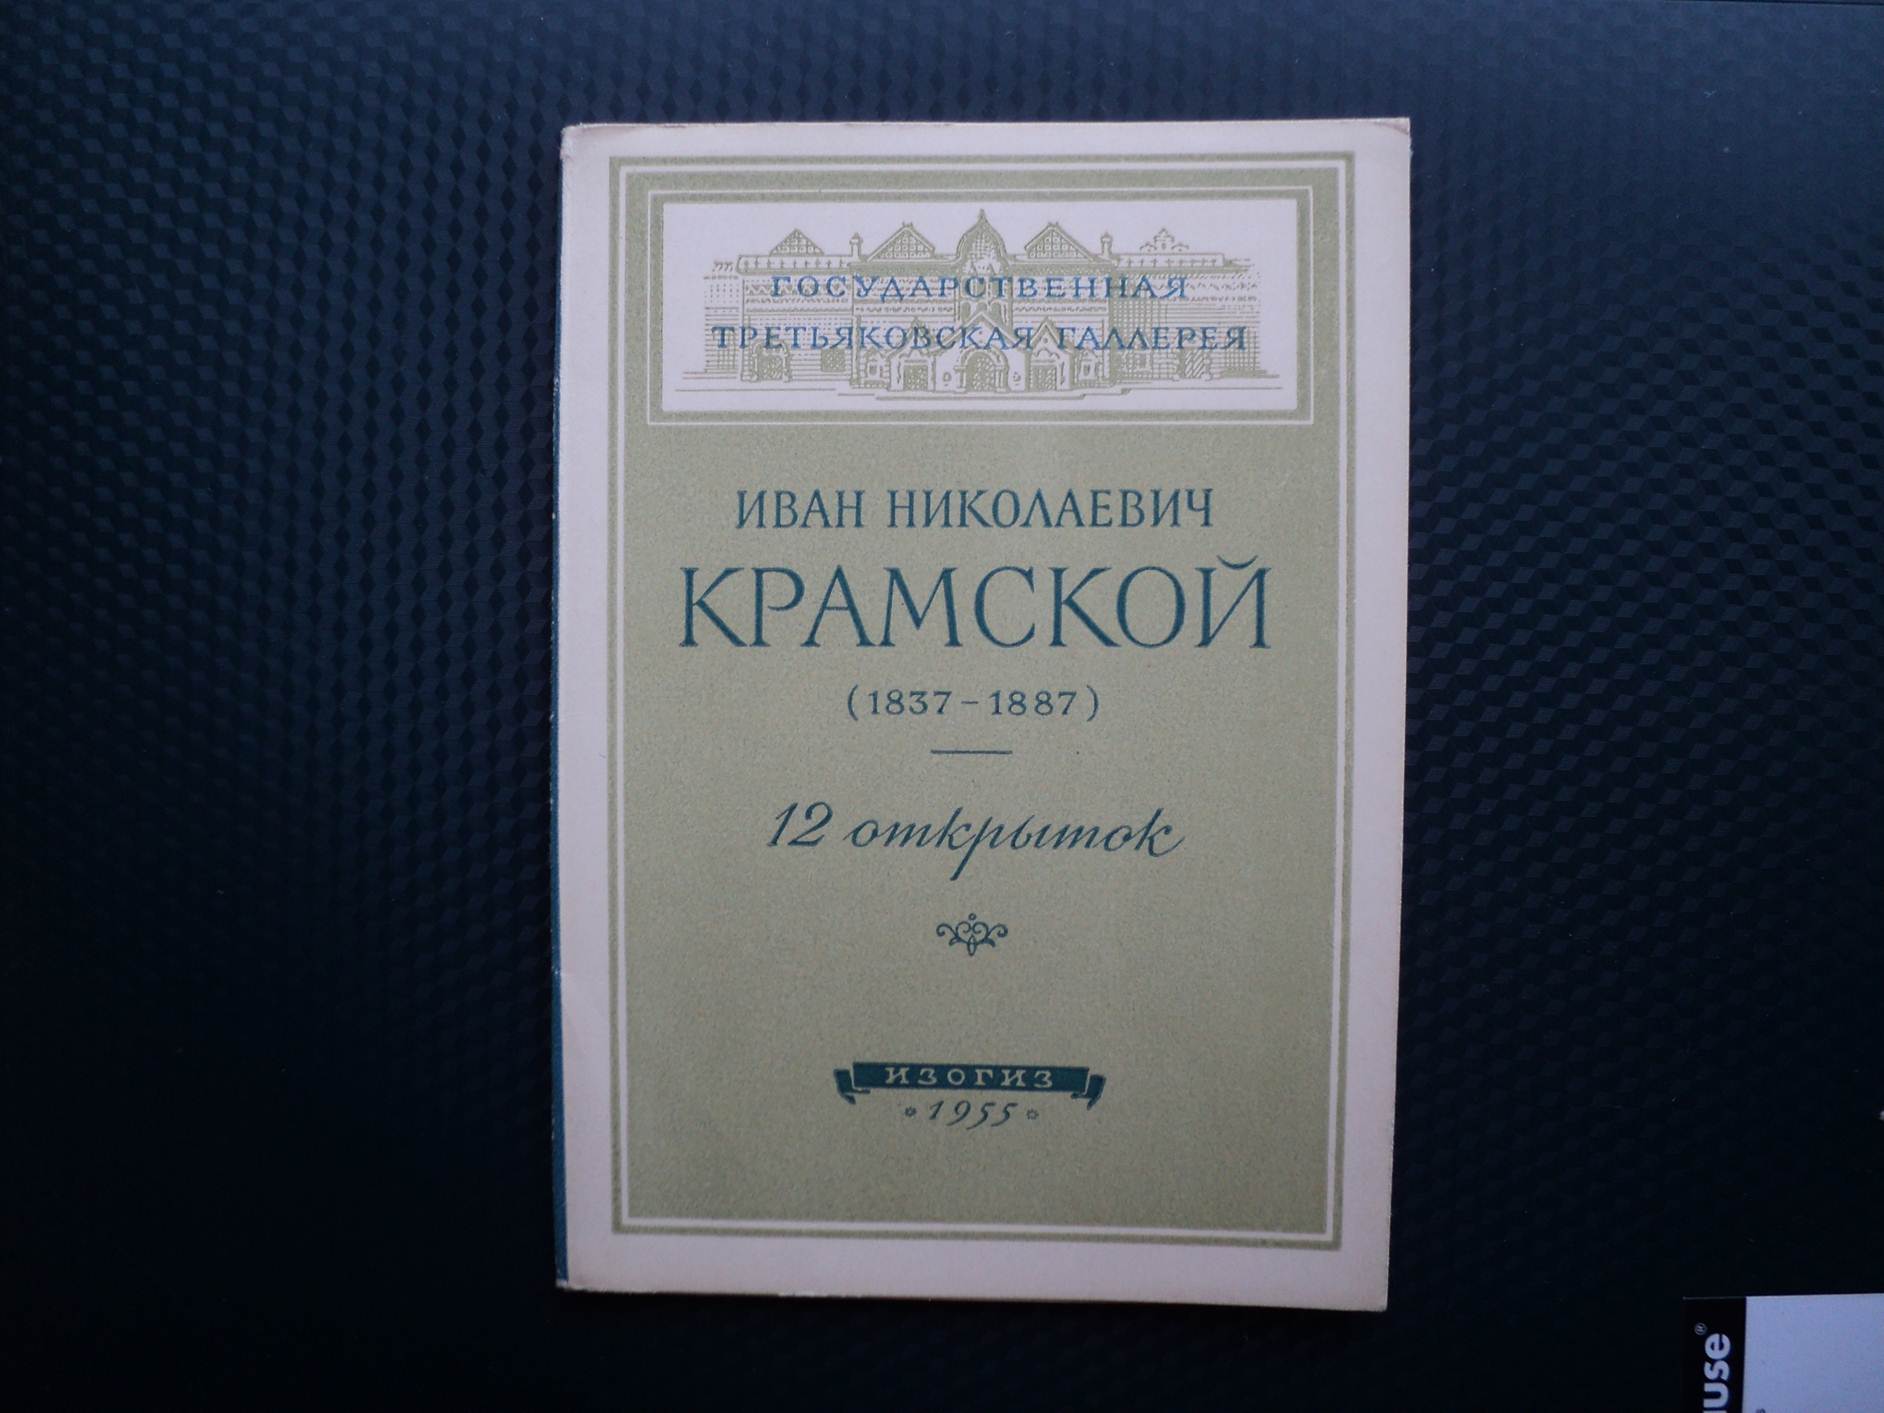 ГОСУДАРСТВЕННАЯ
ТРЕТЬЯКОВСКАЯ ГАЛЛЕРЕЯ
ИВАН НИКОЛАЕВИЧ
КРАМСКОЙ
(1837-1887)
12 открыток
ИЗОГИЗ
1955